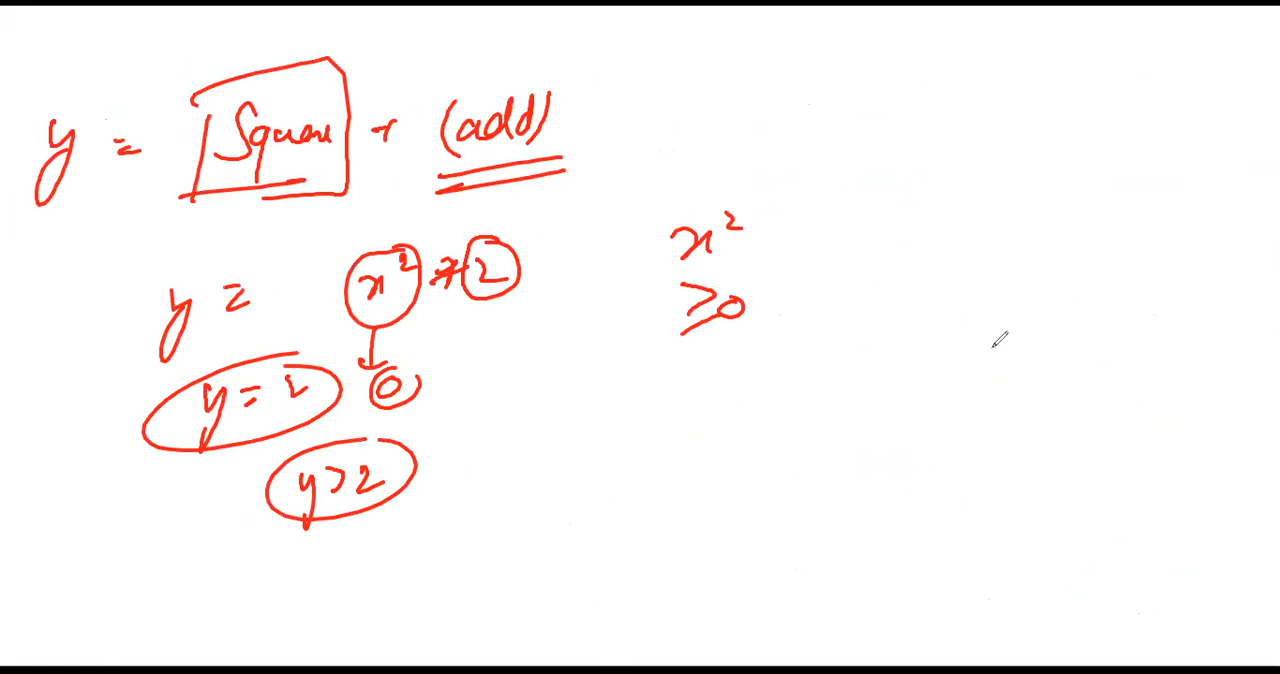 y = Square + (add)
y = x² + 2
x²
≥0
y = 2
0
y > 2